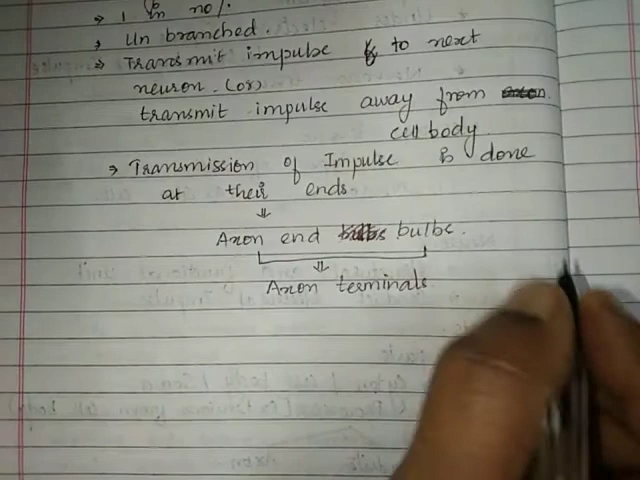 → 1 in no/.
→ Un branched.
→ Transmit impulse to next
neuron. (or)
transmit impulse away from
cell body
→ Transmission of Impulse is done
at their ends.
⇓
Axon end bulbs.
⇓
Axon terminals